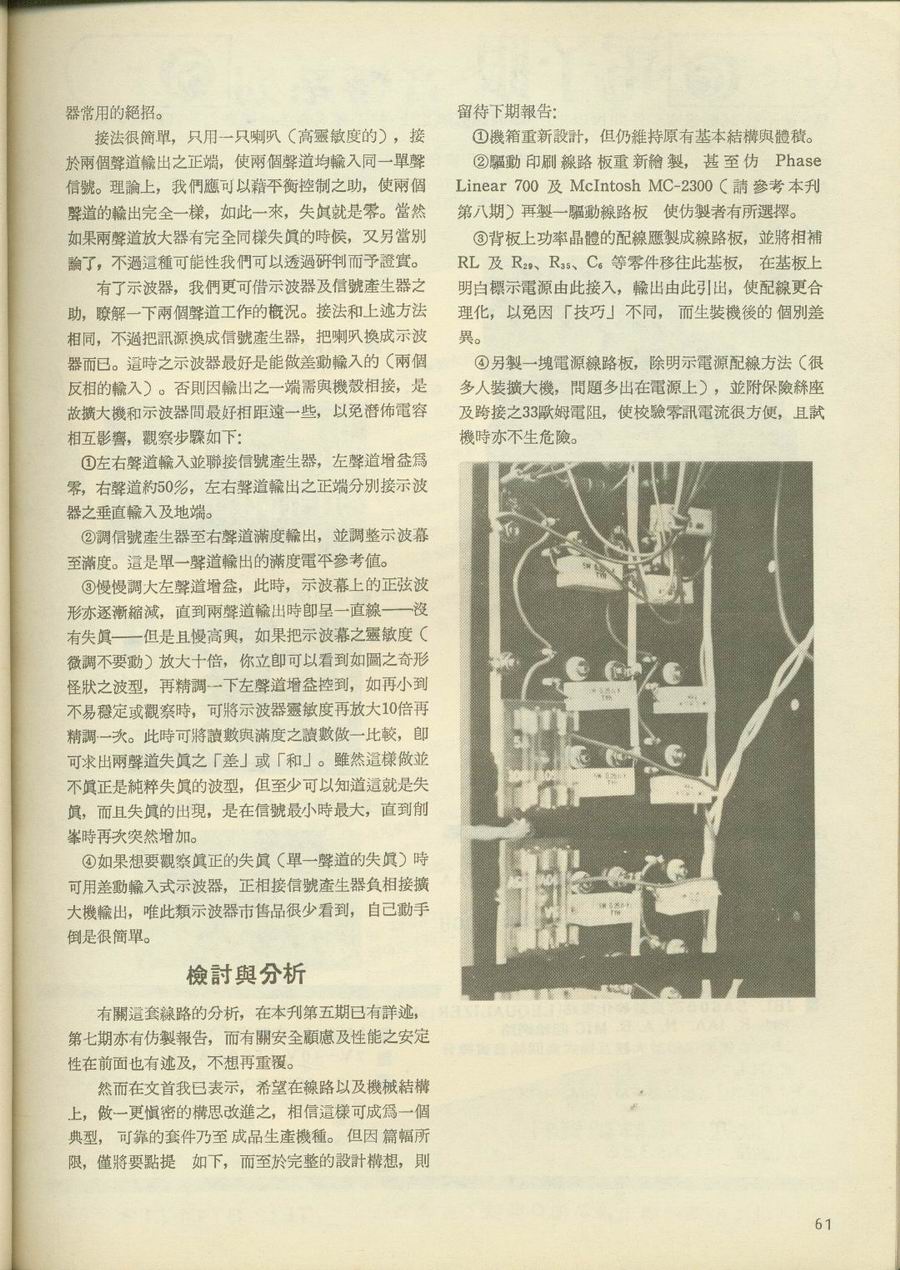 器常用的絕招。
接法很簡單，只用一只喇叭（高靈敏度的），接
於兩個聲道輸出之正端，使兩個聲道均輸入同一單聲
信號。理論上，我們應可以藉平衡控制之助，使兩個
聲道的輸出完全一樣，如此一來，失眞就是零。當然
如果兩聲道放大器有完全同樣失眞的時候，又另當別
論了，不過這種可能性我們可以透過硏判而予證實。
有了示波器，我們更可借示波器及信號產生器之
助，瞭解一下兩個聲道工作的概況。接法和上述方法
相同，不過把訊源換成信號產生器，把喇叭換成示波
器而已。這時之示波器最好是能做差動輸入的（兩個
反相的輸入）。否則因輸出之一端需與機殼相接，是
故擴大機和示波器間最好相距遠一些，以免潛佈電容
相互影響，觀察步驟如下：
①左右聲道輸入並聯接信號產生器，左聲道增益爲
零，右聲道約50%，左右聲道輸出之正端分別接示波
器之垂直輸入及地端。
②調信號產生器至右聲道滿度輸出，並調整示波幕
至滿度。這是單一聲道輸出的滿度電平參考値。
③慢慢調大左聲道增益，此時，示波幕上的正弦波
形亦逐漸縮減，直到兩聲道輸出時卽呈一直線——沒
有失眞——但是且慢高興，如果把示波幕之靈敏度（
微調不要動）放大十倍，你立卽可以看到如圖之奇形
怪狀之波型，再精調一下左聲道增益控到，如再小到
不易穩定或觀察時，可將示波器靈敏度再放大10倍再
精調一次。此時可將讀數與滿度之讀數做一比較，卽
可求出兩聲道失眞之「差」或「和」。雖然這樣做並
不眞正是純粹失眞的波型，但至少可以知道這就是失
眞，而且失眞的出現，是在信號最小時最大，直到削
峯時再次突然增加。
④如果想要觀察眞正的失眞（單一聲道的失眞）時
可用差動輸入式示波器，正相接信號產生器負相接擴
大機輸出，唯此類示波器市售品很少看到，自己動手
倒是很簡單。
檢討與分析
有關這套線路的分析，在本刊第五期已有詳述，
第七期亦有仿製報告，而有關安全顧慮及性能之安定
性在前面也有述及，不想再重覆。
然而在文首我已表示，希望在線路以及機械結構
上，做一更愼密的構思改進之，相信這樣可成爲一個
典型，可靠的套件乃至成品生產機種。但因篇幅所
限，僅將要點提 如下，而至於完整的設計構想，則
留待下期報告：
①機箱重新設計，但仍維持原有基本結構與體積。
②驅動印刷線路板重新繪製，甚至仿 Phase
Linear 700 及 McIntosh MC-2300（請參考本刊
第八期）再製一驅動線路板 使仿製者有所選擇。
③背板上功率晶體的配線應製成線路板，並將相補
RL 及 R₂₉、R₃₅、C₆ 等零件移往此基板，在基板上
明白標示電源由此接入，輸出由此引出，使配線更合
理化，以免因「技巧」不同，而生裝機後的個別差
異。
④另製一塊電源線路板，除明示電源配線方法（很
多人裝擴大機，問題多出在電源上），並附保險絲座
及跨接之33歐姆電阻，使校驗零訊電流很方便，且試
機時亦不生危險。
61